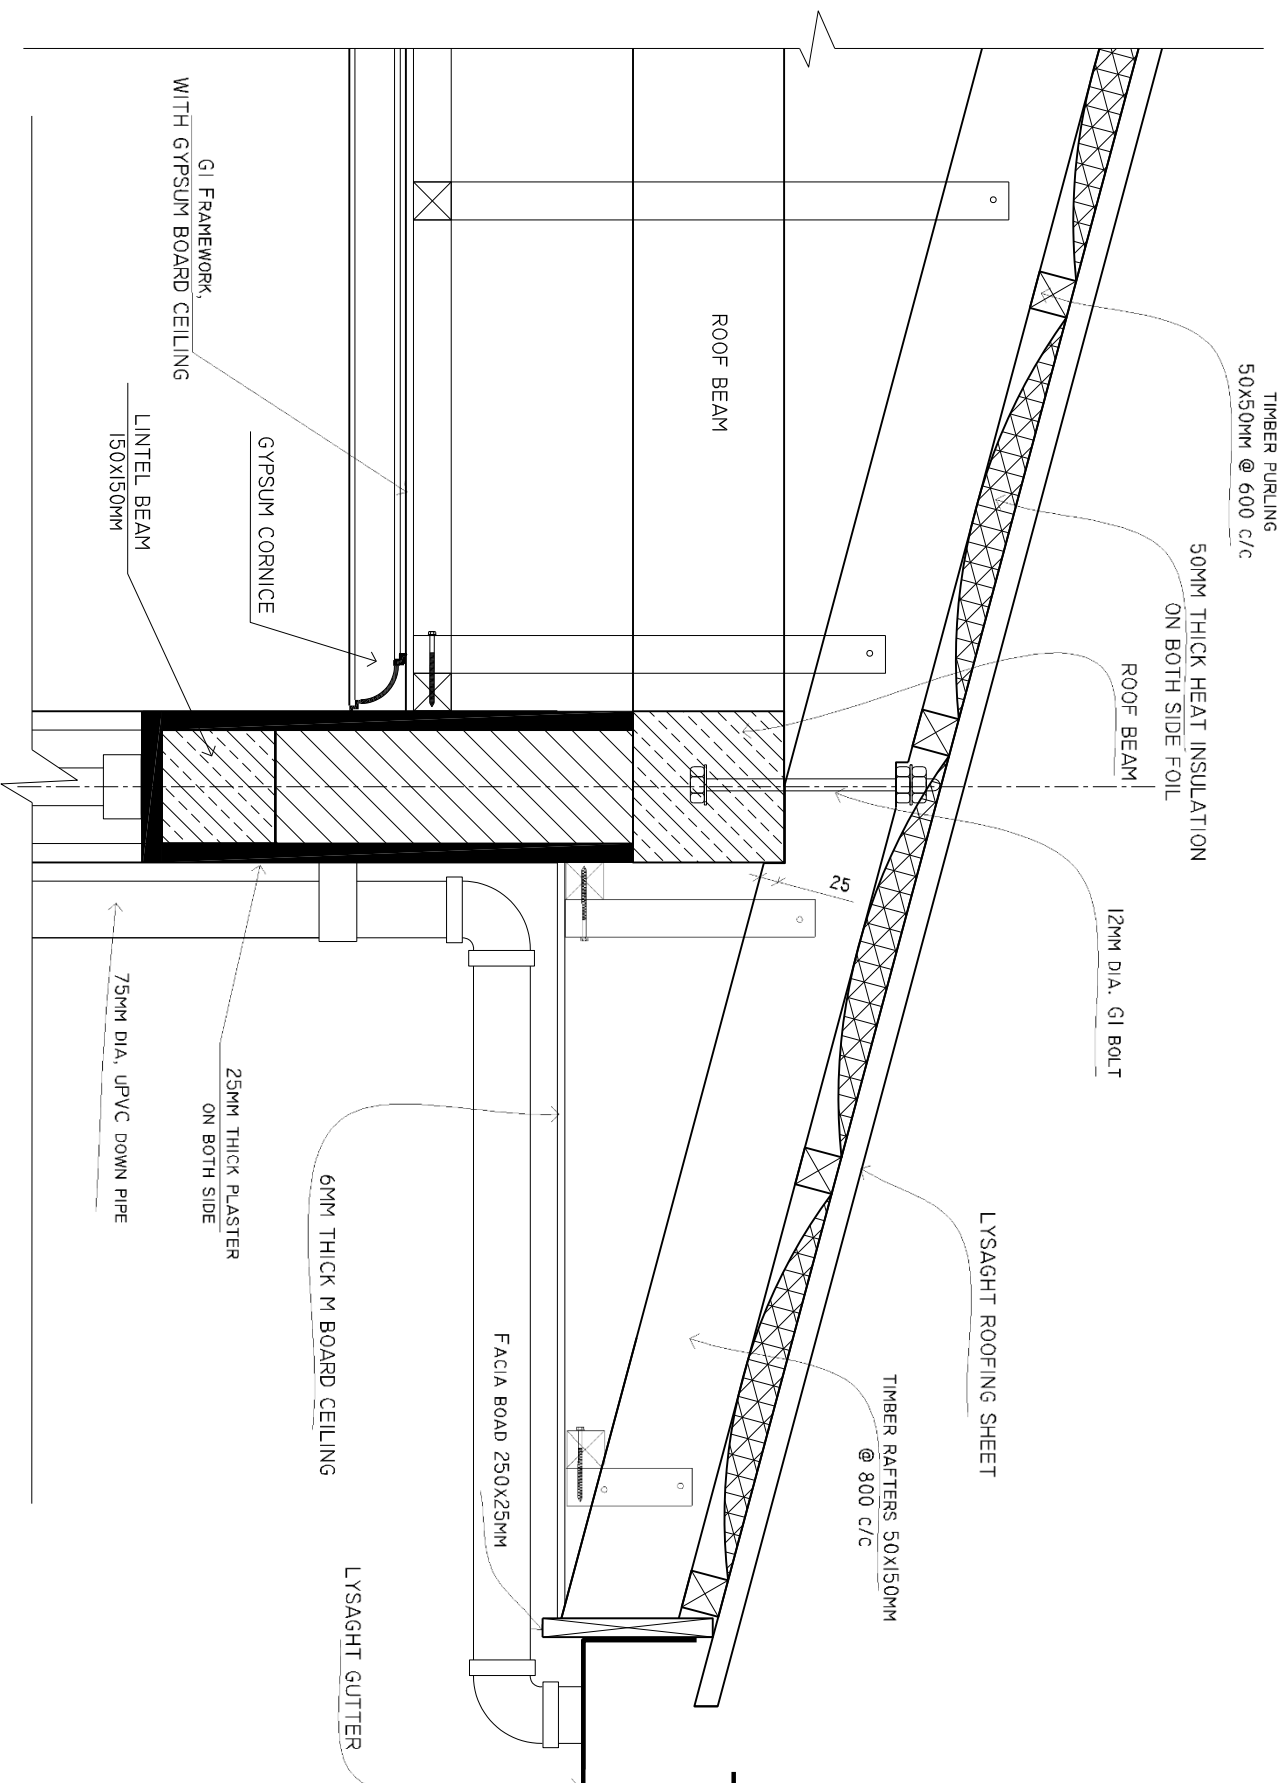 TIMBER PURLING
50X50MM @ 600 C/C
50MM THICK HEAT INSULATION
ON BOTH SIDE FOIL
ROOF BEAM
12MM DIA. GI BOLT
LYSAGHT ROOFING SHEET
TIMBER RAFTERS 50X150MM
@ 800 C/C
ROOF BEAM
25
GI FRAMEWORK,
WITH GYPSUM BOARD CEILING
GYPSUM CORNICE
LINTEL BEAM
150X150MM
FACIA BOAD 250X25MM
6MM THICK M BOARD CEILING
LYSAGHT GUTTER
25MM THICK PLASTER
ON BOTH SIDE
75MM DIA, uPVC DOWN PIPE